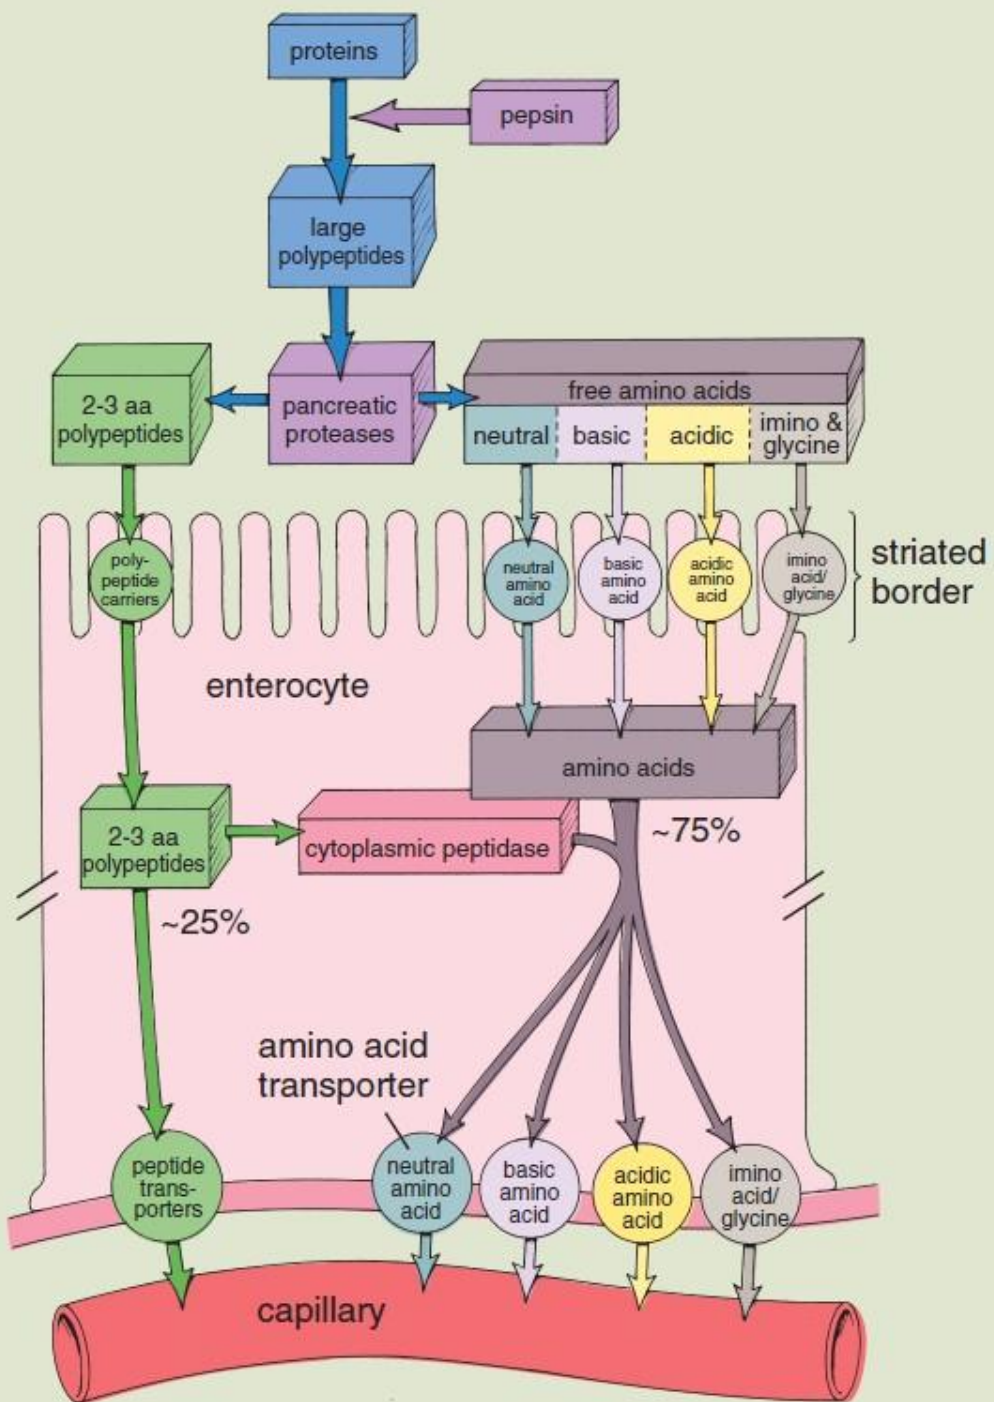 proteins
pepsin
large
polypeptides
2-3 aa
polypeptides
pancreatic
proteases
free amino acids
neutral
basic
acidic
imino &
glycine
poly-
peptide
carriers
neutral
amino
acid
basic
amino
acid
acidic
amino
acid
imino
acid/
glycine
striated
border
enterocyte
amino acids
2-3 aa
polypeptides
cytoplasmic peptidase
~75%
~25%
amino acid
transporter
peptide
trans-
porters
neutral
amino
acid
basic
amino
acid
acidic
amino
acid
imino
acid/
glycine
capillary